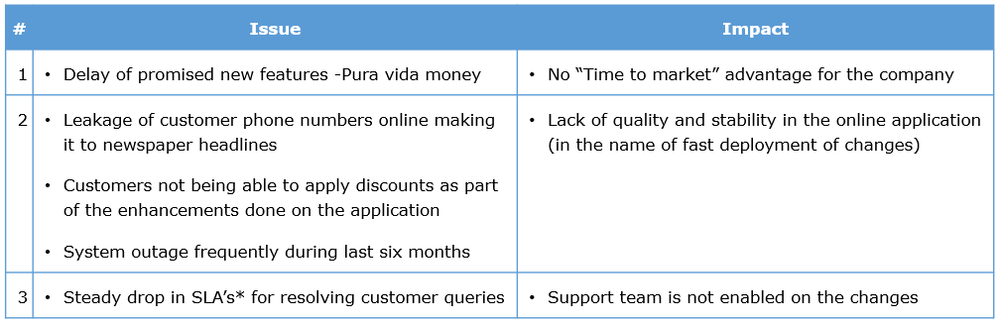 # Issue Impact
1 • Delay of promised new features -Pura vida money • No “Time to market” advantage for the company
2 • Leakage of customer phone numbers online making
it to newspaper headlines
• Customers not being able to apply discounts as part
of the enhancements done on the application
• System outage frequently during last six months
• Lack of quality and stability in the online application
(in the name of fast deployment of changes)
3 • Steady drop in SLA’s* for resolving customer queries • Support team is not enabled on the changes